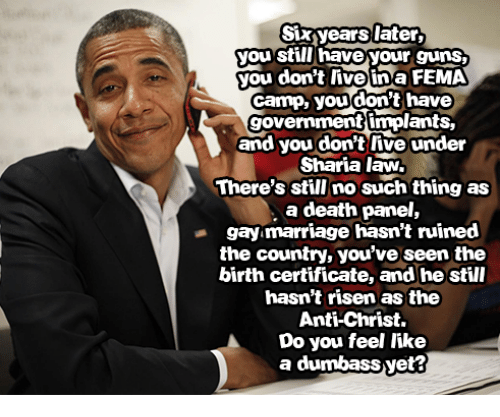 Six years later,
you still have your guns,
you don't live in a FEMA
camp, you don't have
government implants,
and you don't live under
Sharia law.
There's still no such thing as
a death panel,
gay marriage hasn't ruined
the country, you've seen the
birth certificate, and he still
hasn't risen as the
Anti-Christ.
Do you feel like
a dumbass yet?